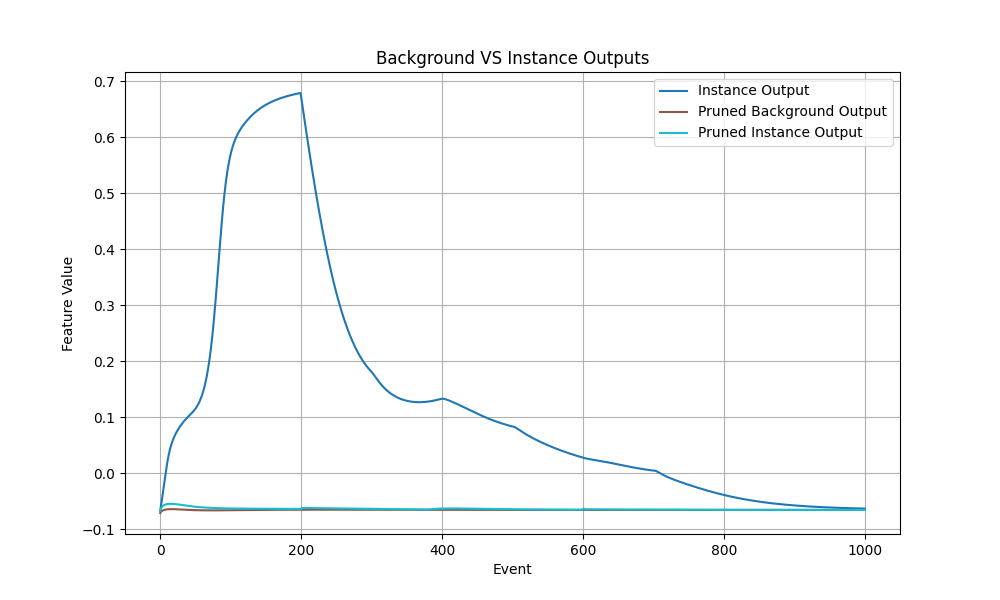 Background VS Instance Outputs
Instance Output
Pruned Background Output
Pruned Instance Output
0.7
0.6
0.5
0.4
0.3
0.2
0.1
0.0
−0.1
Feature Value
0 200 400 600 800 1000
Event